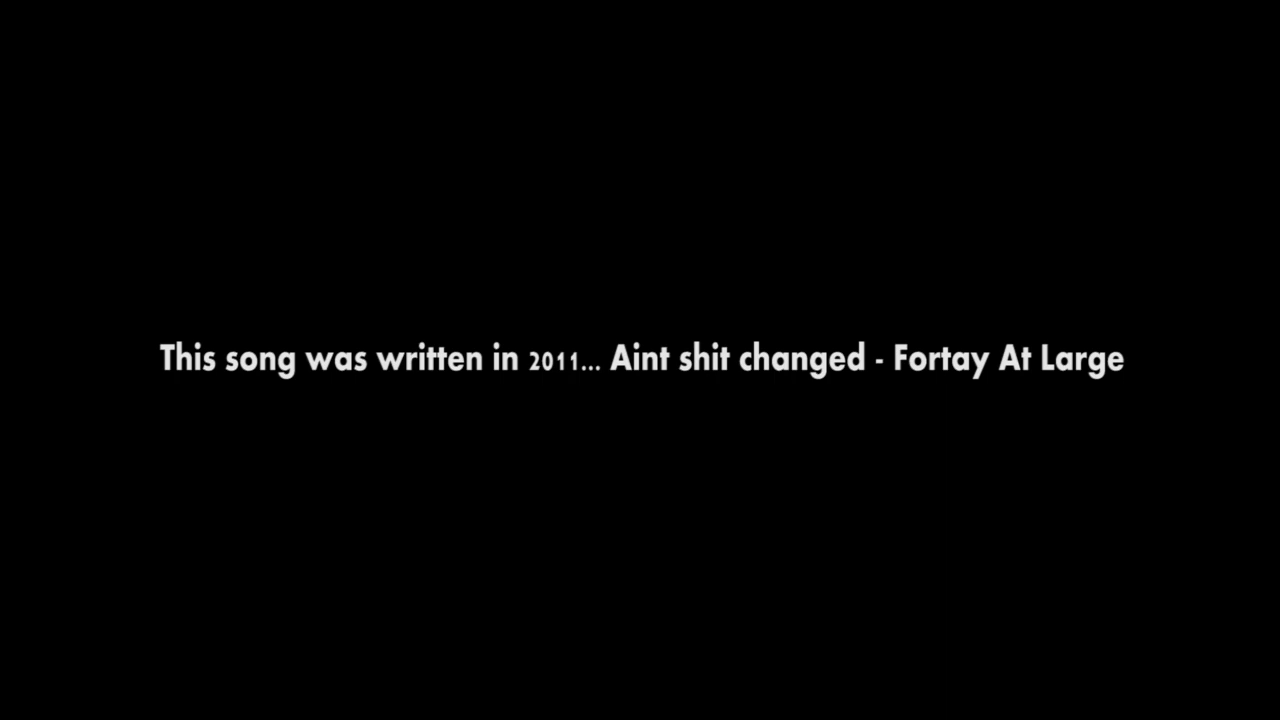 This song was written in 2011... Aint shit changed - Fortay At Large